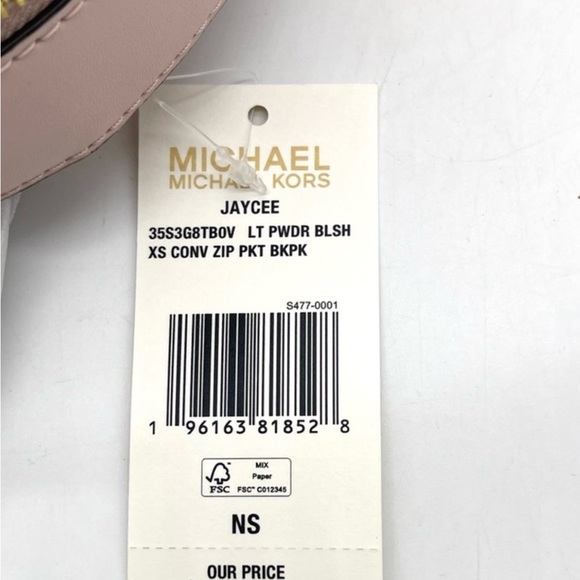 MICHAEL
MICHAEL KORS
JAYCEE
35S3G8TB0V LT PWDR BLSH
XS CONV ZIP PKT BKPK
S477-0001
1 96163 81852 8
FSC
MIX
Paper
FSC™ C012345
NS
OUR PRICE